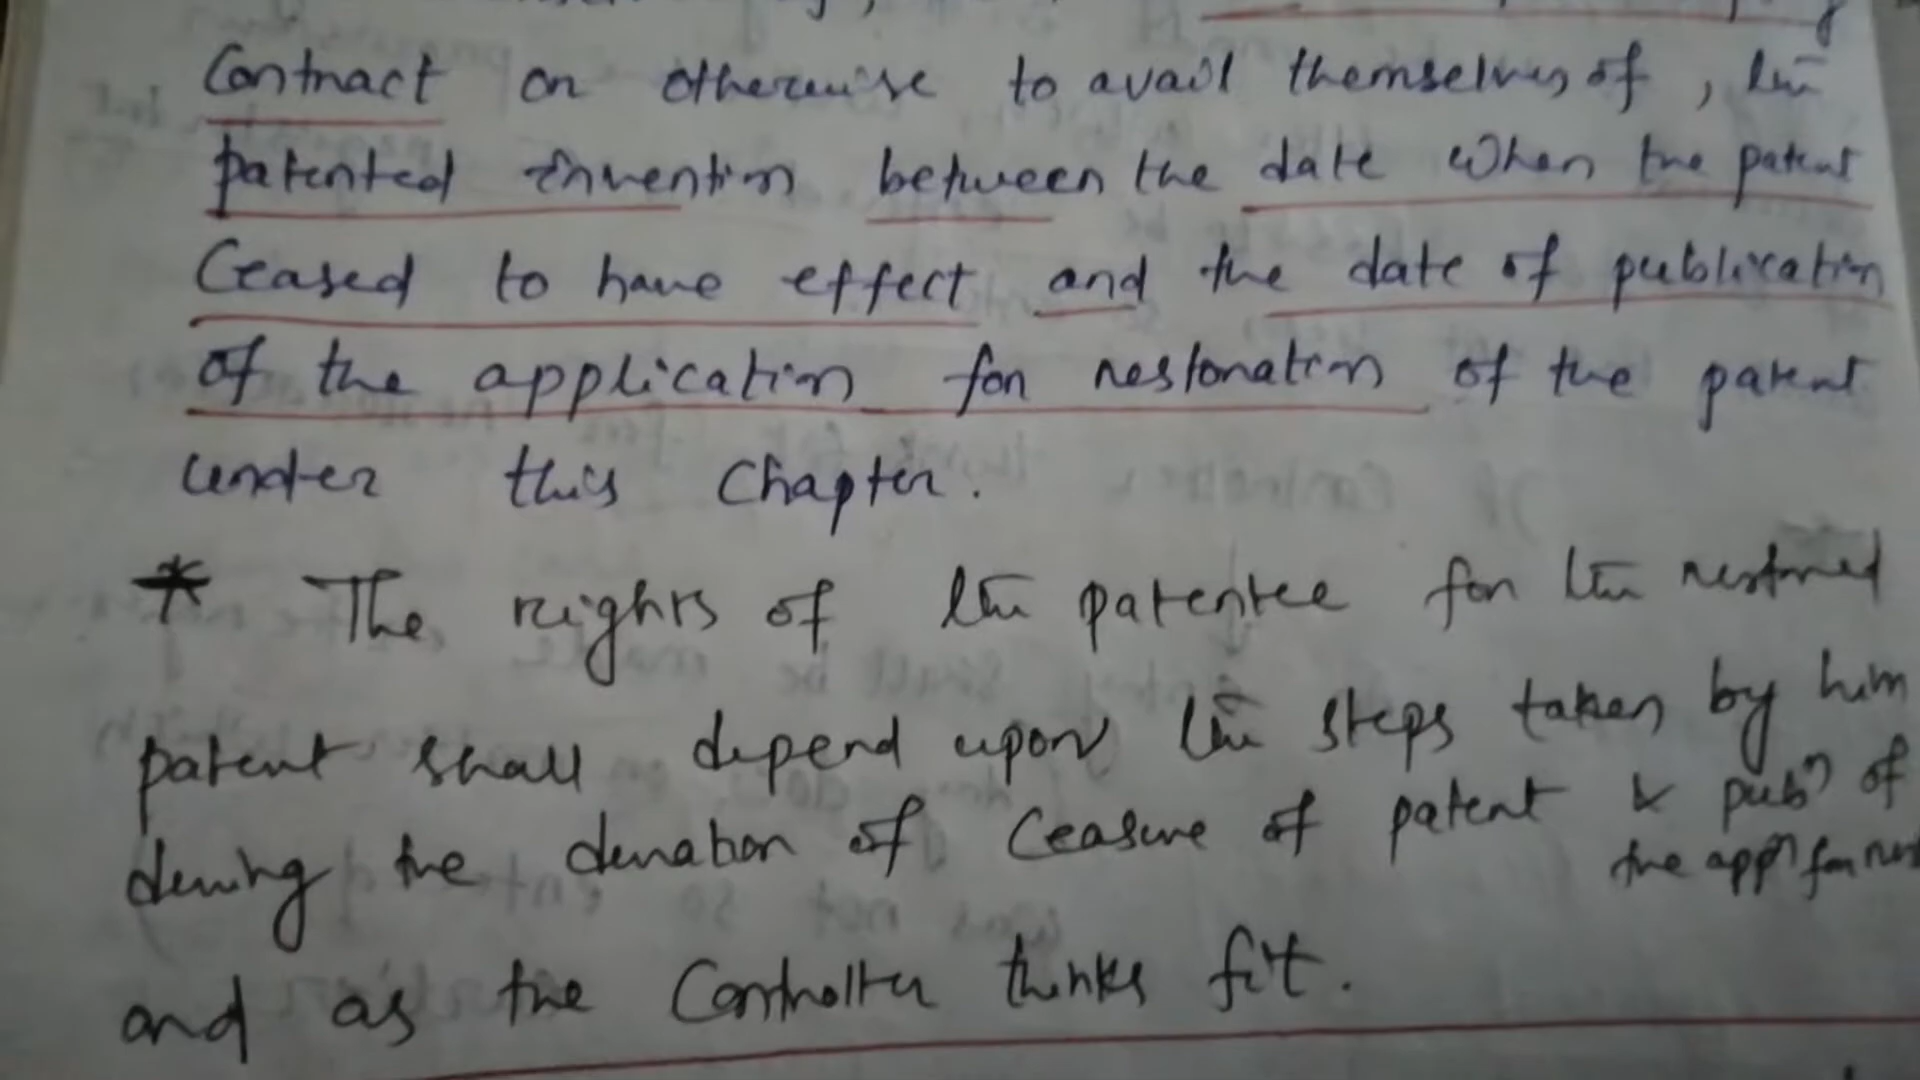 Contract or otherwise to avail themselves of, the
patented invention between the date when the patent
Ceased to have effect and the date of publication
of the application for restoration of the patent
under this Chapter.
* The rights of the patentee for the restored
patent shall depend upon the steps taken by him
during the duration of Ceasure of patent & pubⁿ of
the appⁿ for
and as the Controller thinks fit.